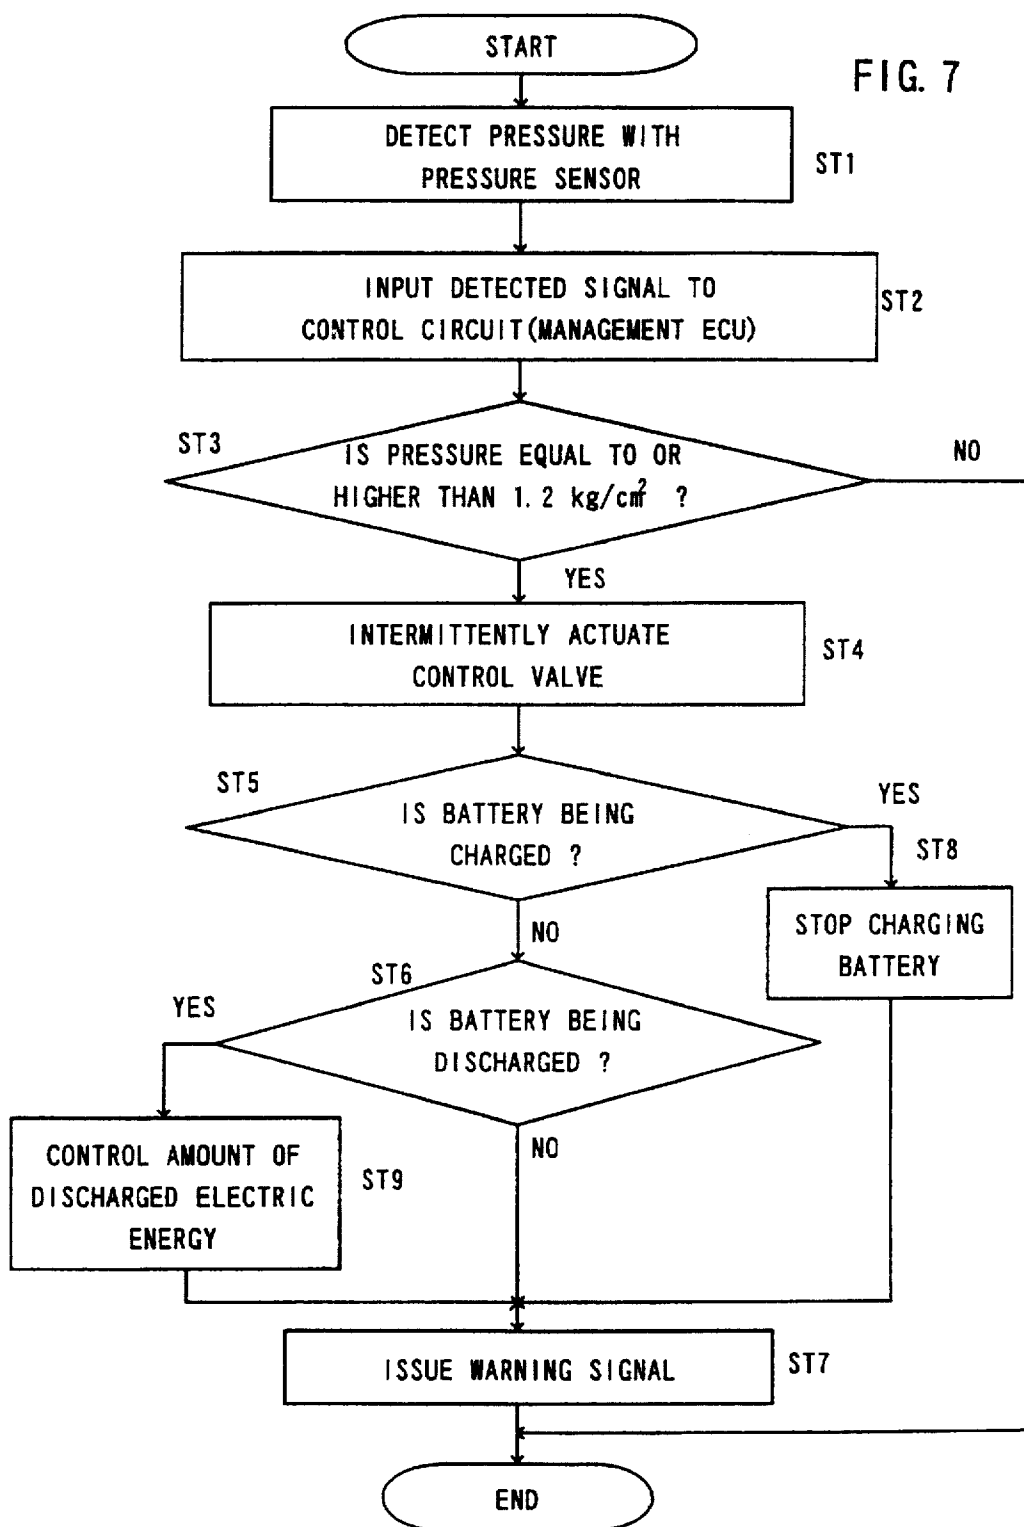 START
FIG. 7
DETECT PRESSURE WITH
PRESSURE SENSOR
ST1
INPUT DETECTED SIGNAL TO
CONTROL CIRCUIT(MANAGEMENT ECU)
ST2
ST3
IS PRESSURE EQUAL TO OR
HIGHER THAN 1.2 kg/cm² ?
NO
YES
INTERMITTENTLY ACTUATE
CONTROL VALVE
ST4
ST5
IS BATTERY BEING
CHARGED ?
YES
ST8
STOP CHARGING
BATTERY
NO
ST6
YES
IS BATTERY BEING
DISCHARGED ?
NO
CONTROL AMOUNT OF
DISCHARGED ELECTRIC
ENERGY
ST9
ISSUE WARNING SIGNAL
ST7
END